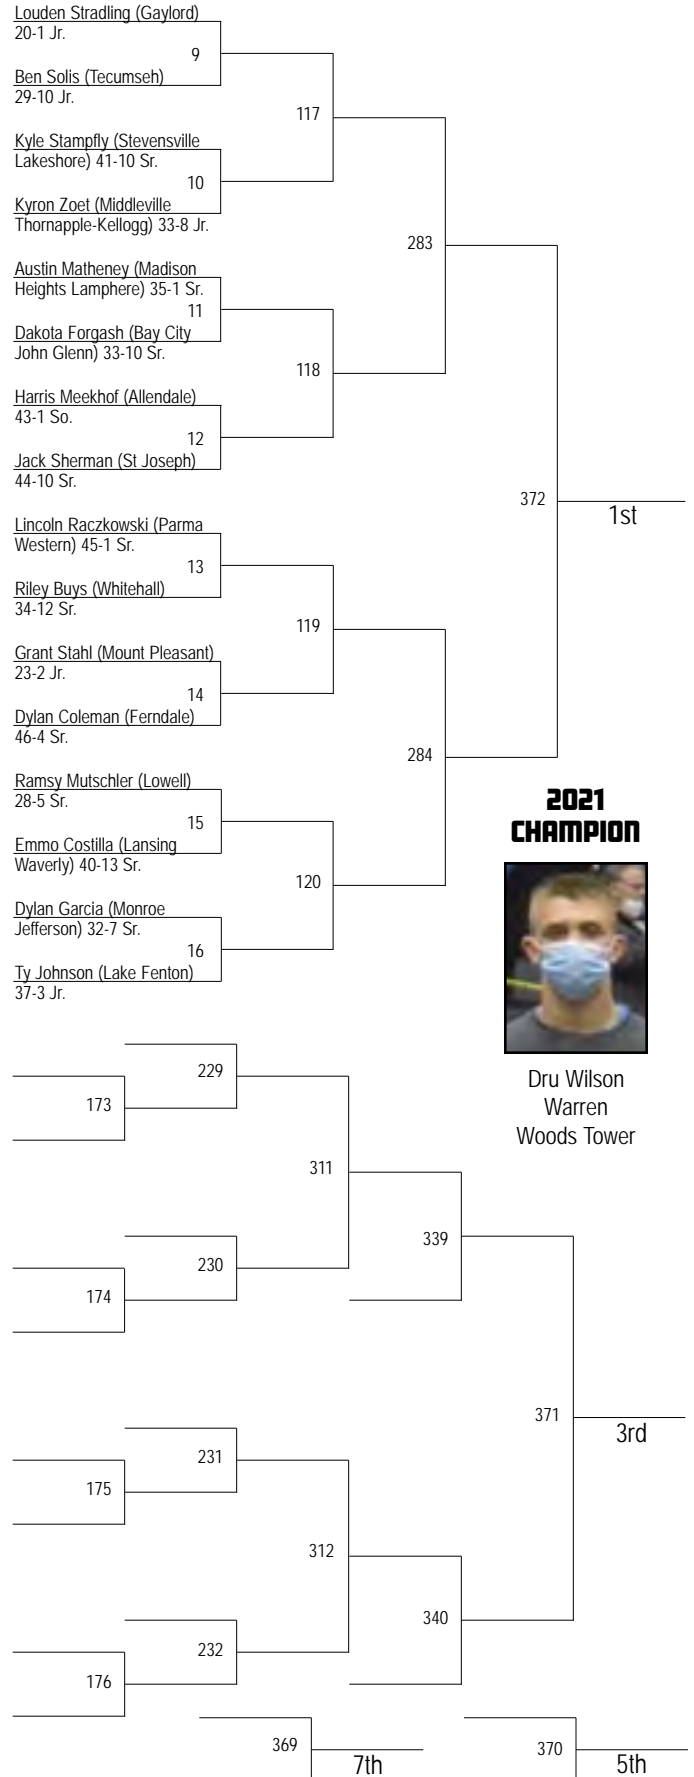 Louden Stradling (Gaylord)
20-1 Jr.
9
Ben Solis (Tecumseh)
29-10 Jr.
117
Kyle Stampfly (Stevensville
Lakeshore) 41-10 Sr.
10
Kyron Zoet (Middleville
Thornapple-Kellogg) 33-8 Jr.
283
Austin Matheney (Madison
Heights Lamphere) 35-1 Sr.
11
Dakota Forgash (Bay City
John Glenn) 33-10 Sr.
118
Harris Meekhof (Allendale)
43-1 So.
12
Jack Sherman (St Joseph)
44-10 Sr.
372
1st
Lincoln Raczkowski (Parma
Western) 45-1 Sr.
13
Riley Buys (Whitehall)
34-12 Sr.
119
Grant Stahl (Mount Pleasant)
23-2 Jr.
14
Dylan Coleman (Ferndale)
46-4 Sr.
284
Ramsy Mutschler (Lowell)
28-5 Sr.
15
Emmo Costilla (Lansing
Waverly) 40-13 Sr.
120
Dylan Garcia (Monroe
Jefferson) 32-7 Sr.
16
Ty Johnson (Lake Fenton)
37-3 Jr.
2021
CHAMPION
Dru Wilson
Warren
Woods Tower
229
173
311
230
174
339
371
3rd
231
175
312
340
232
176
369
7th
370
5th